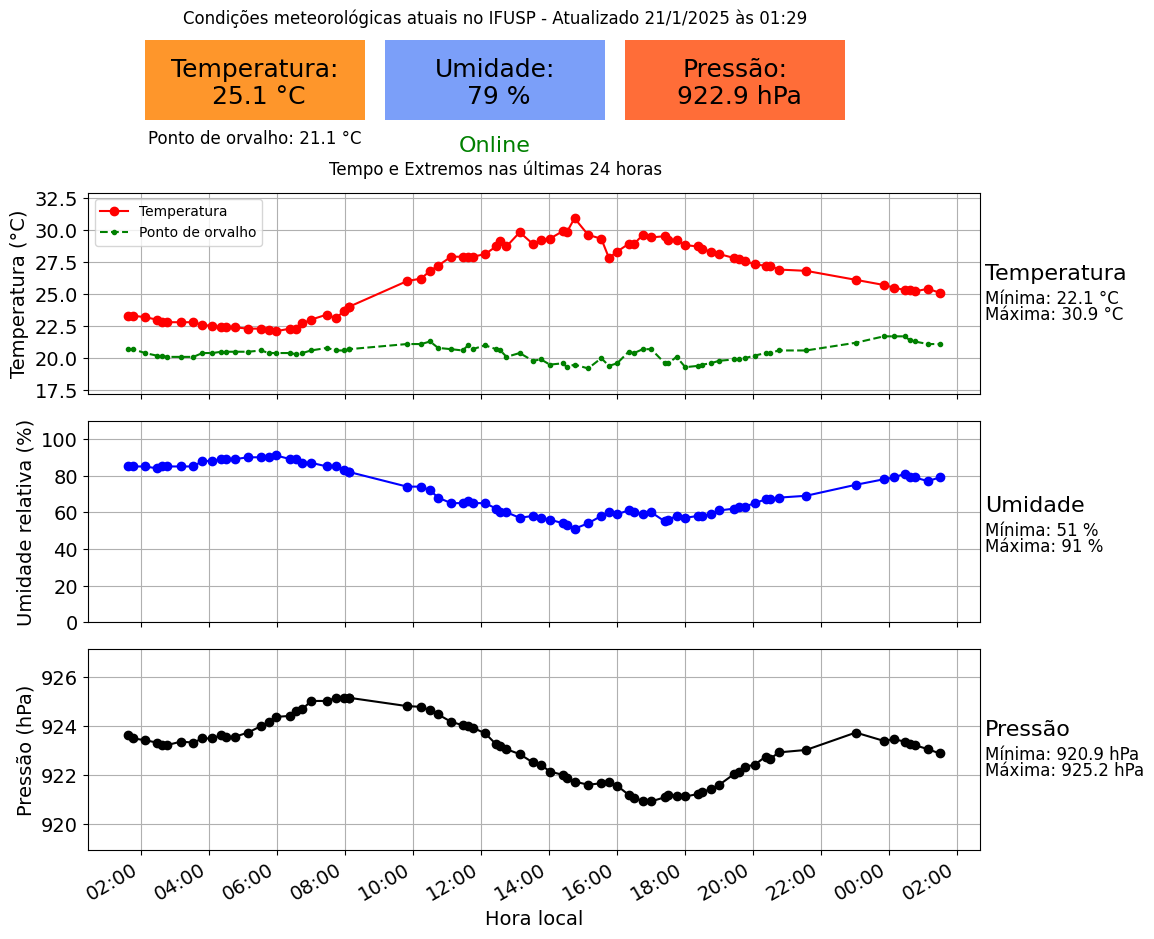 Condições meteorológicas atuais no IFUSP - Atualizado 21/1/2025 às 01:29
Temperatura:
25.1 °C
Umidade:
79 %
Pressão:
922.9 hPa
Ponto de orvalho: 21.1 °C
Online
Tempo e Extremos nas últimas 24 horas
Temperatura (°C)
32.5
30.0
27.5
25.0
22.5
20.0
17.5
Temperatura
Ponto de orvalho
Temperatura
Mínima: 22.1 °C
Máxima: 30.9 °C
Umidade relativa (%)
100
80
60
40
20
0
Umidade
Mínima: 51 %
Máxima: 91 %
Pressão (hPa)
926
924
922
920
Pressão
Mínima: 920.9 hPa
Máxima: 925.2 hPa
02:00
04:00
06:00
08:00
10:00
12:00
14:00
16:00
18:00
20:00
22:00
00:00
02:00
Hora local